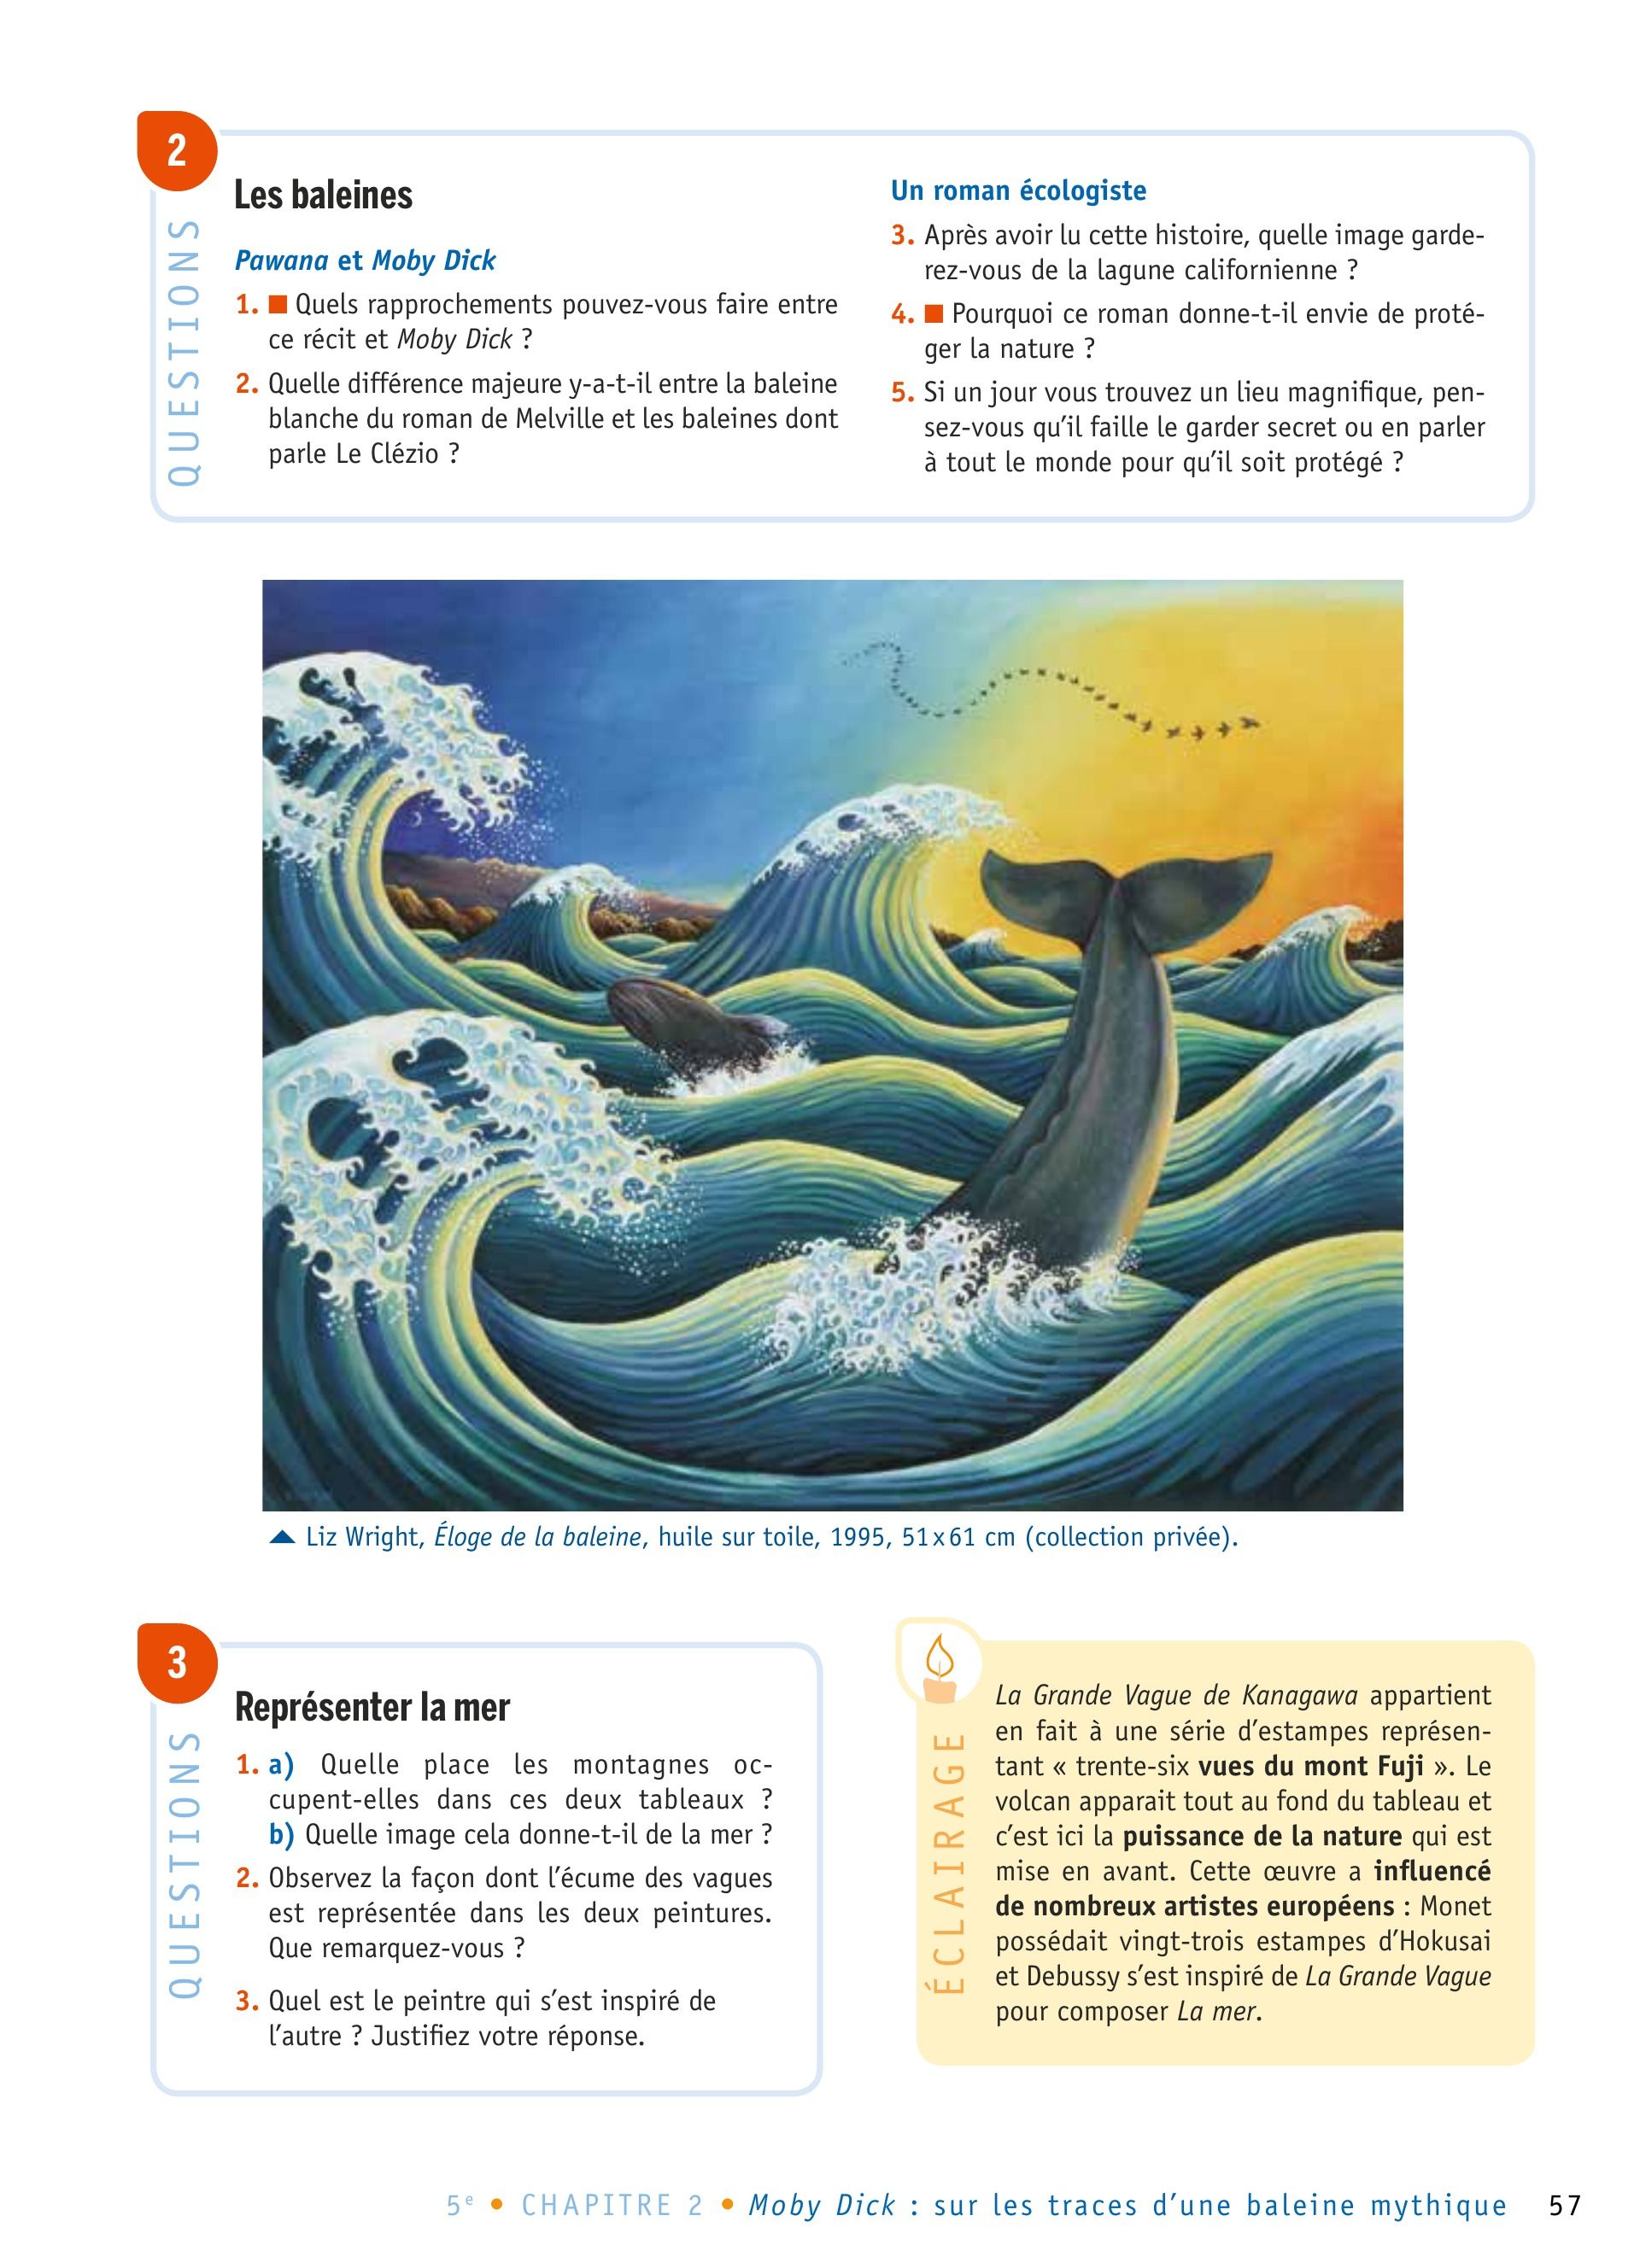 2
QUESTIONS
Les baleines
Pawana et Moby Dick
1. ■ Quels rapprochements pouvez-vous faire entre
ce récit et Moby Dick ?
2. Quelle différence majeure y-a-t-il entre la baleine
blanche du roman de Melville et les baleines dont
parle Le Clézio ?
Un roman écologiste
3. Après avoir lu cette histoire, quelle image garde-
rez-vous de la lagune californienne ?
4. ■ Pourquoi ce roman donne-t-il envie de proté-
ger la nature ?
5. Si un jour vous trouvez un lieu magnifique, pen-
sez-vous qu’il faille le garder secret ou en parler
à tout le monde pour qu’il soit protégé ?
▲ Liz Wright, Éloge de la baleine, huile sur toile, 1995, 51 x 61 cm (collection privée).
3
QUESTIONS
Représenter la mer
1. a) Quelle place les montagnes oc-
cupent-elles dans ces deux tableaux ?
b) Quelle image cela donne-t-il de la mer ?
2. Observez la façon dont l’écume des vagues
est représentée dans les deux peintures.
Que remarquez-vous ?
3. Quel est le peintre qui s’est inspiré de
l’autre ? Justifiez votre réponse.
ÉCLAIRAGE
La Grande Vague de Kanagawa appartient
en fait à une série d’estampes représen-
tant « trente-six vues du mont Fuji ». Le
volcan apparait tout au fond du tableau et
c’est ici la puissance de la nature qui est
mise en avant. Cette œuvre a influencé
de nombreux artistes européens : Monet
possédait vingt-trois estampes d’Hokusai
et Debussy s’est inspiré de La Grande Vague
pour composer La mer.
5e • CHAPITRE 2 • Moby Dick : sur les traces d’une baleine mythique 57